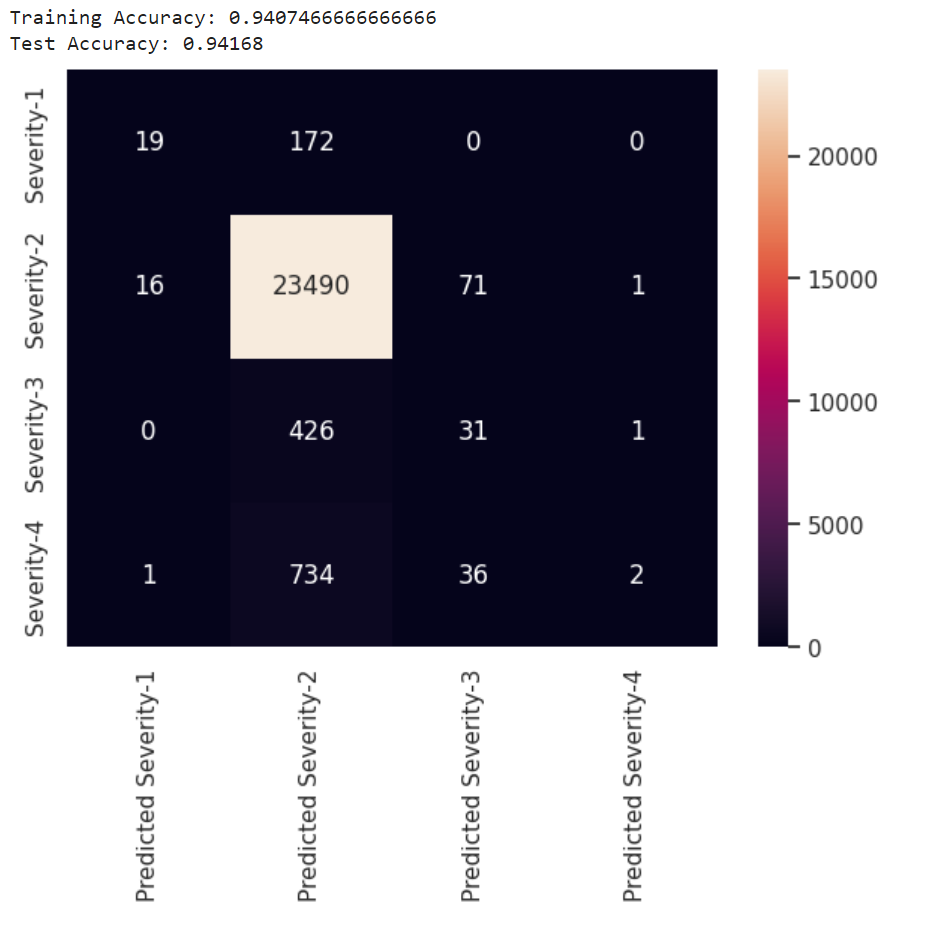 Training Accuracy: 0.9407466666666666
Test Accuracy: 0.94168
Severity-1 19 172 0 0
Severity-2 16 23490 71 1
Severity-3 0 426 31 1
Severity-4 1 734 36 2
Predicted Severity-1
Predicted Severity-2
Predicted Severity-3
Predicted Severity-4
20000
15000
10000
5000
0